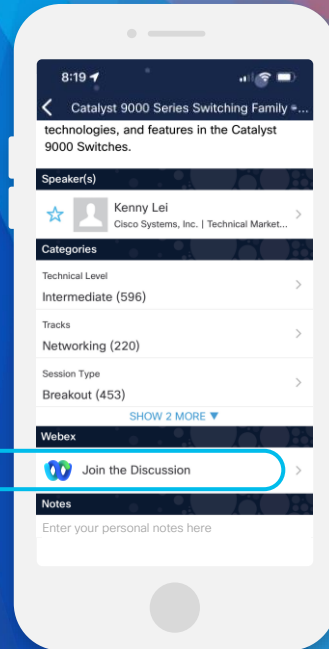 8:19
Catalyst 9000 Series Switching Family =...
technologies, and features in the Catalyst
9000 Switches.
Speaker(s)
Kenny Lei
Cisco Systems, Inc. | Technical Market...
Categories
Technical Level
Intermediate (596)
Tracks
Networking (220)
Session Type
Breakout (453)
SHOW 2 MORE ▼
Webex
Join the Discussion
Notes
Enter your personal notes here